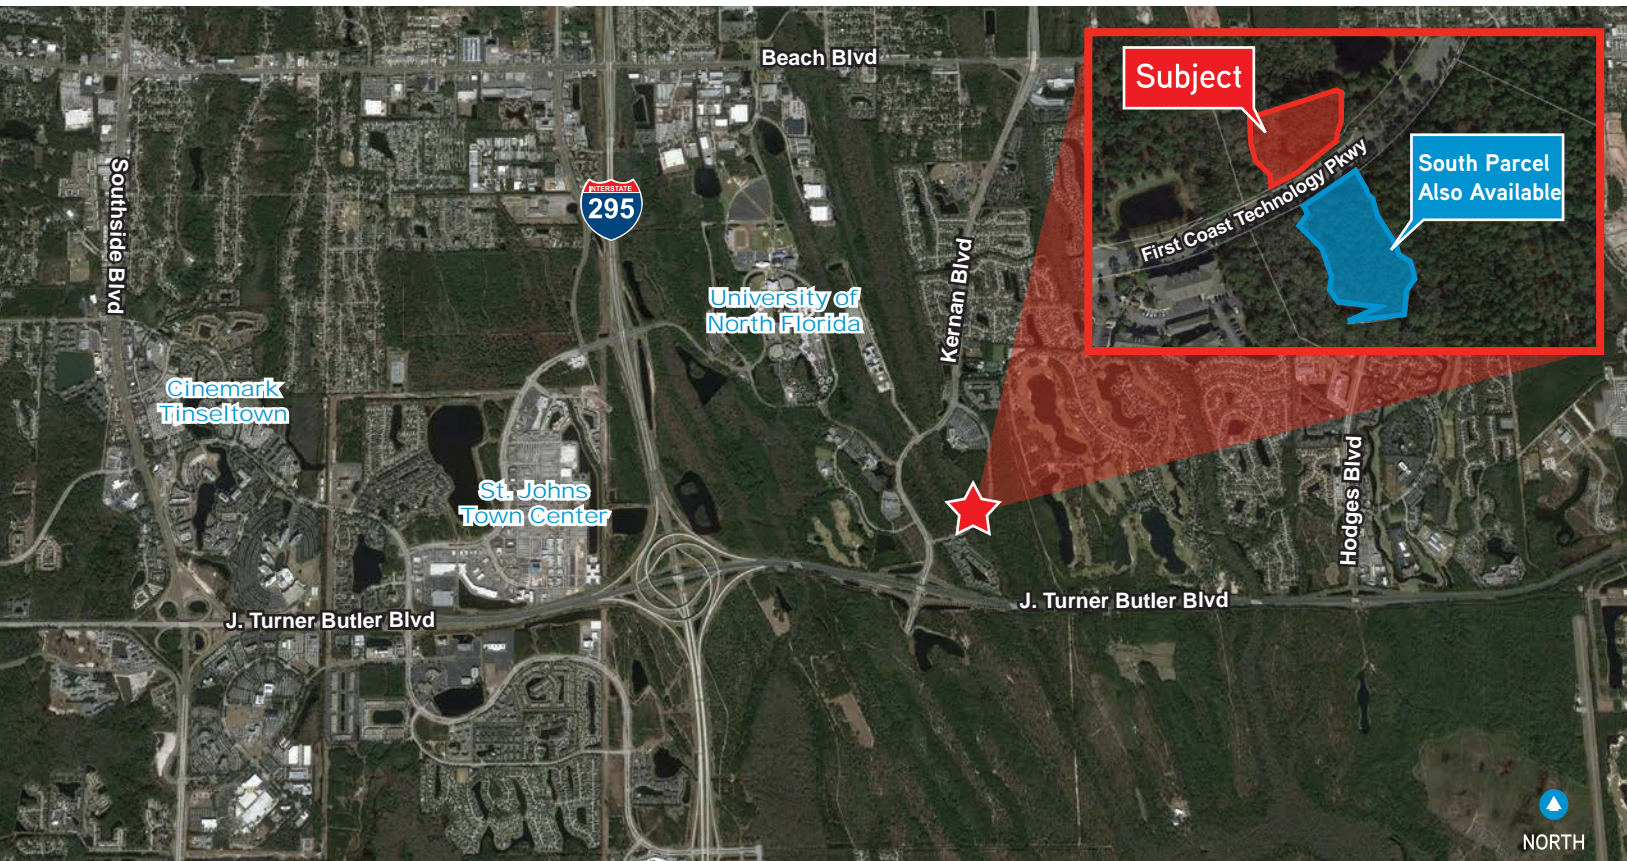 Beach Blvd
Subject
South Parcel
Also Available
First Coast Technology Pkwy
Southside Blvd
INTERSTATE
295
Kernan Blvd
University of
North Florida
Cinemark
Tinseltown
St. Johns
Town Center
Hodges Blvd
J. Turner Butler Blvd
J. Turner Butler Blvd
NORTH